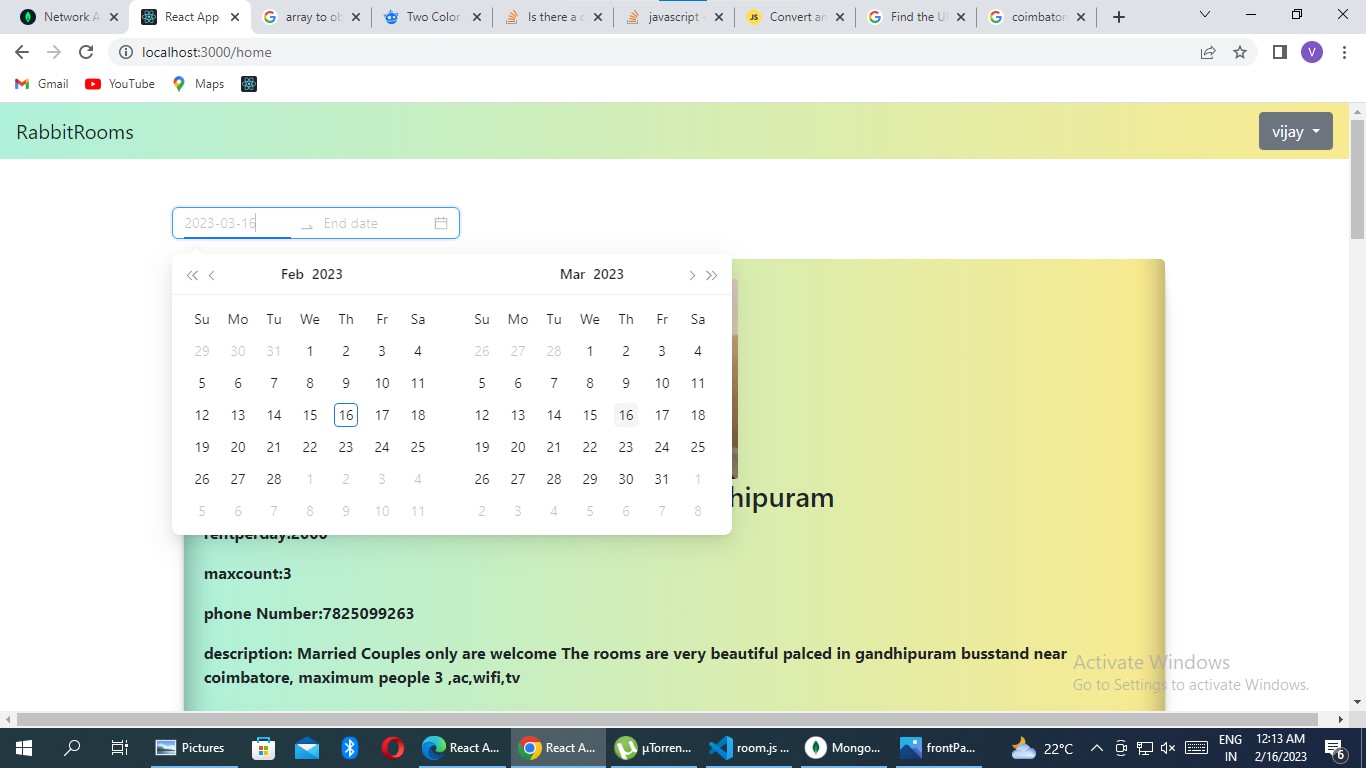 Network A
React App
array to ob
Two Color
Is there a c
javascript -
Convert an
Find the U
coimbator
localhost:3000/home
Gmail
YouTube
Maps
RabbitRooms
vijay
2023-03-16
End date
Feb 2023
Mar 2023
Su Mo Tu We Th Fr Sa
Su Mo Tu We Th Fr Sa
29 30 31 1 2 3 4
26 27 28 1 2 3 4
5 6 7 8 9 10 11
5 6 7 8 9 10 11
12 13 14 15 16 17 18
12 13 14 15 16 17 18
19 20 21 22 23 24 25
19 20 21 22 23 24 25
26 27 28 1 2 3 4
26 27 28 29 30 31 1
5 6 7 8 9 10 11
2 3 4 5 6 7 8
hipuram
rentperday:2000
maxcount:3
phone Number:7825099263
description: Married Couples only are welcome The rooms are very beautiful palced in gandhipuram busstand near
coimbatore, maximum people 3 ,ac,wifi,tv
Activate Windows
Go to Settings to activate Windows.
Pictures
React A...
React A...
µTorren...
room.js ...
Mongo...
frontPa...
22°C
ENG
IN
12:13 AM
2/16/2023
6